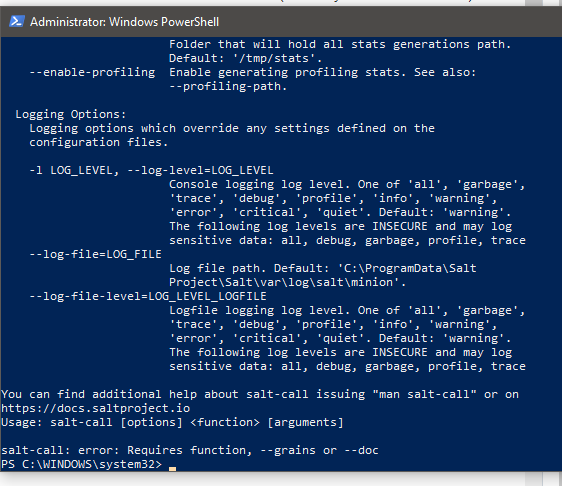 Administrator: Windows PowerShell
Folder that will hold all stats generations path.
Default: '/tmp/stats'.
--enable-profiling  Enable generating profiling stats. See also:
--profiling-path.
Logging Options:
Logging options which override any settings defined on the
configuration files.
-l LOG_LEVEL, --log-level=LOG_LEVEL
Console logging log level. One of 'all', 'garbage',
'trace', 'debug', 'profile', 'info', 'warning',
'error', 'critical', 'quiet'. Default: 'warning'.
The following log levels are INSECURE and may log
sensitive data: all, debug, garbage, profile, trace
--log-file=LOG_FILE
Log file path. Default: 'C:\ProgramData\Salt
Project\Salt\var\log\salt\minion'.
--log-file-level=LOG_LEVEL_LOGFILE
Logfile logging log level. One of 'all', 'garbage',
'trace', 'debug', 'profile', 'info', 'warning',
'error', 'critical', 'quiet'. Default: 'warning'.
The following log levels are INSECURE and may log
sensitive data: all, debug, garbage, profile, trace
You can find additional help about salt-call issuing "man salt-call" or on
https://docs.saltproject.io
Usage: salt-call [options] <function> [arguments]
salt-call: error: Requires function, --grains or --doc
PS C:\WINDOWS\system32>